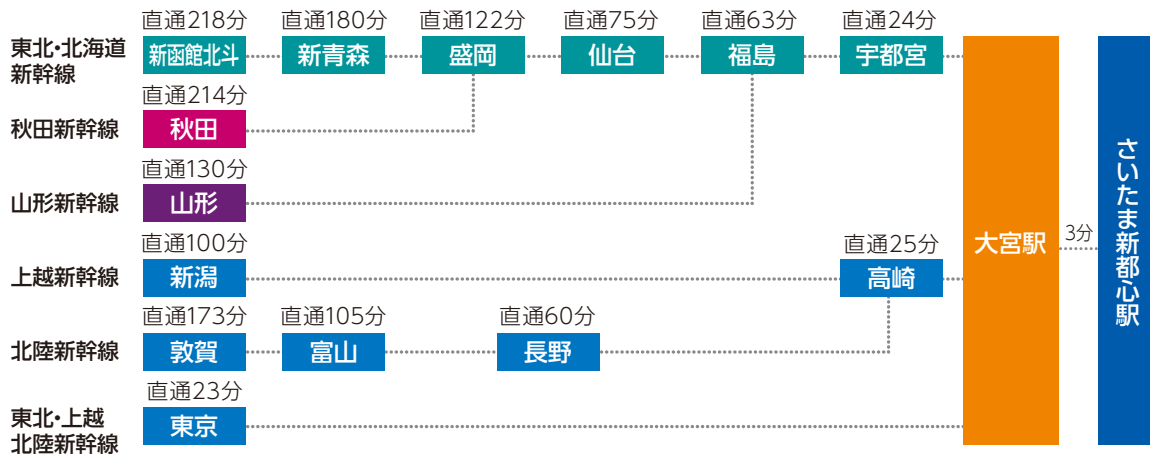 直通218分 直通180分 直通122分 直通75分 直通63分 直通24分
東北・北海道
新幹線
新函館北斗 新青森 盛岡 仙台 福島 宇都宮
直通214分
秋田新幹線 秋田
直通130分
山形新幹線 山形
直通100分 直通25分
上越新幹線 新潟 高崎
直通173分 直通105分 直通60分
北陸新幹線 敦賀 富山 長野
直通23分
東北・上越
北陸新幹線
東京
大宮駅
3分
さいたま新都心駅